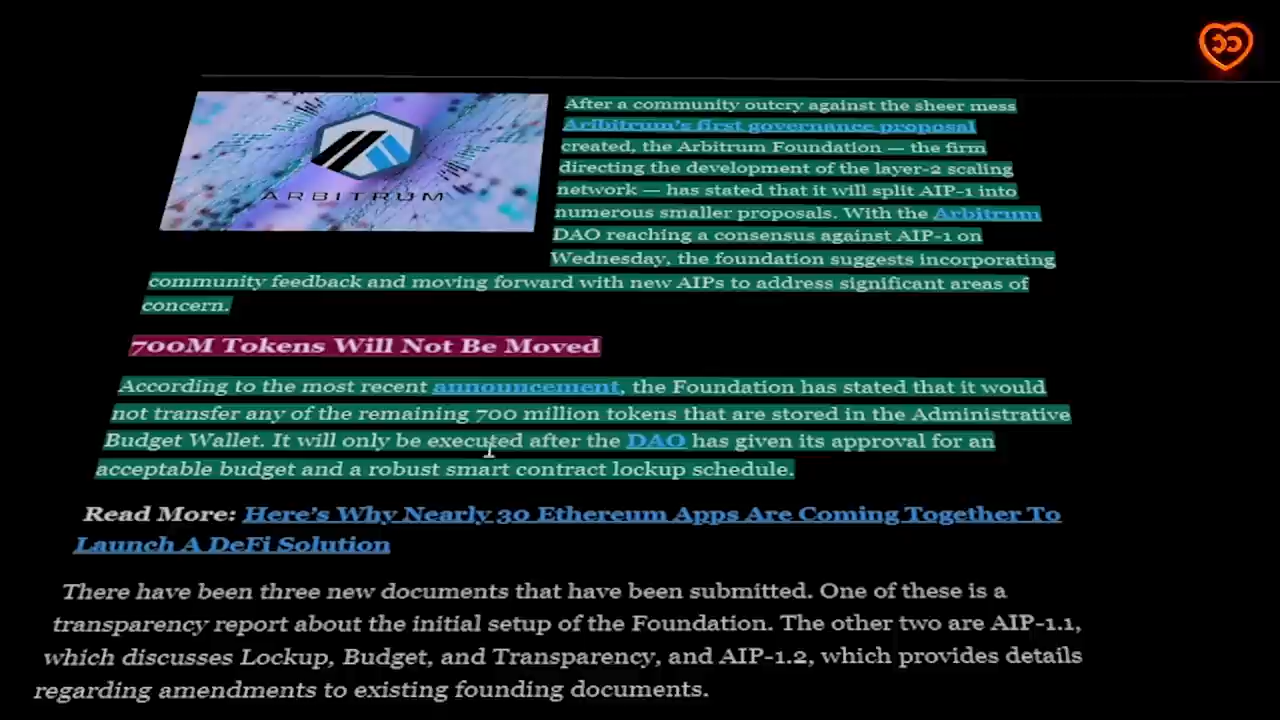 ARBITRUM
After a community outcry against the sheer mess
Aribitrum's first governance proposal
created, the Arbitrum Foundation — the firm
directing the development of the layer-2 scaling
network — has stated that it will split AIP-1 into
numerous smaller proposals. With the Arbitrum
DAO reaching a consensus against AIP-1 on
Wednesday, the foundation suggests incorporating
community feedback and moving forward with new AIPs to address significant areas of
concern.
700M Tokens Will Not Be Moved
According to the most recent announcement, the Foundation has stated that it would
not transfer any of the remaining 700 million tokens that are stored in the Administrative
Budget Wallet. It will only be executed after the DAO has given its approval for an
acceptable budget and a robust smart contract lockup schedule.
Read More: Here's Why Nearly 30 Ethereum Apps Are Coming Together To
Launch A DeFi Solution
There have been three new documents that have been submitted. One of these is a
transparency report about the initial setup of the Foundation. The other two are AIP-1.1,
which discusses Lockup, Budget, and Transparency, and AIP-1.2, which provides details
regarding amendments to existing founding documents.